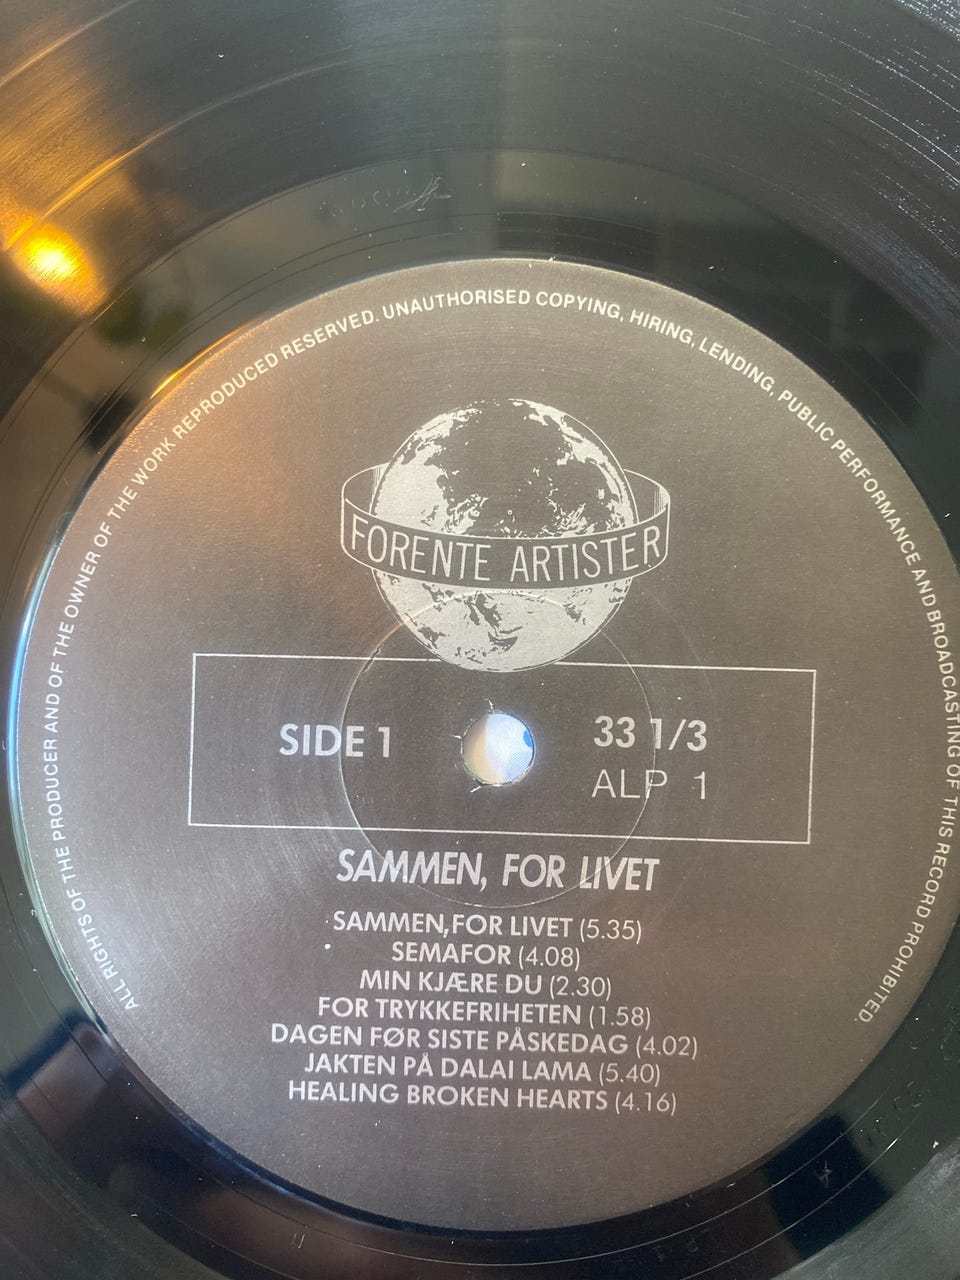 ALL RIGHTS OF THE PRODUCER AND OF THE OWNER OF THE WORK REPRODUCED RESERVED. UNAUTHORISED COPYING, HIRING, LENDING, PUBLIC PERFORMANCE AND BROADCASTING OF THIS RECORD PROHIBITED.
FORENTE ARTISTER
SIDE 1
33 1/3
ALP 1
SAMMEN, FOR LIVET
SAMMEN,FOR LIVET (5.35)
SEMAFOR (4.08)
MIN KJÆRE DU (2.30)
FOR TRYKKEFRIHETEN (1.58)
DAGEN FØR SISTE PÅSKEDAG (4.02)
JAKTEN PÅ DALAI LAMA (5.40)
HEALING BROKEN HEARTS (4.16)